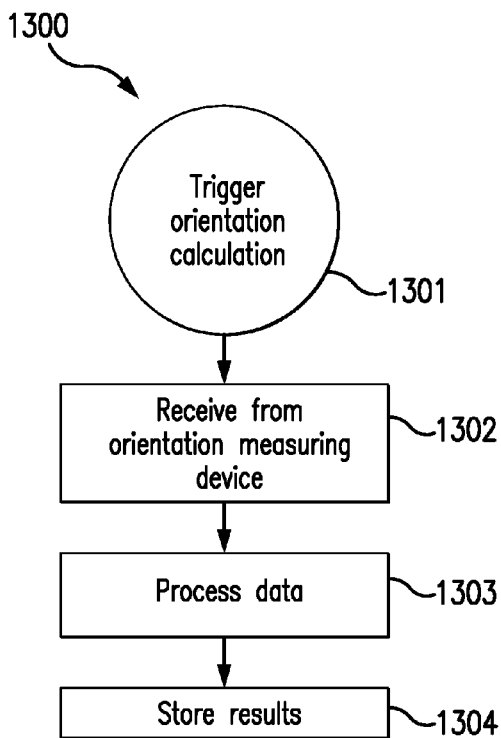 1300
Trigger
orientation
calculation
1301
Receive from
orientation measuring
device
1302
Process data
1303
Store results
1304